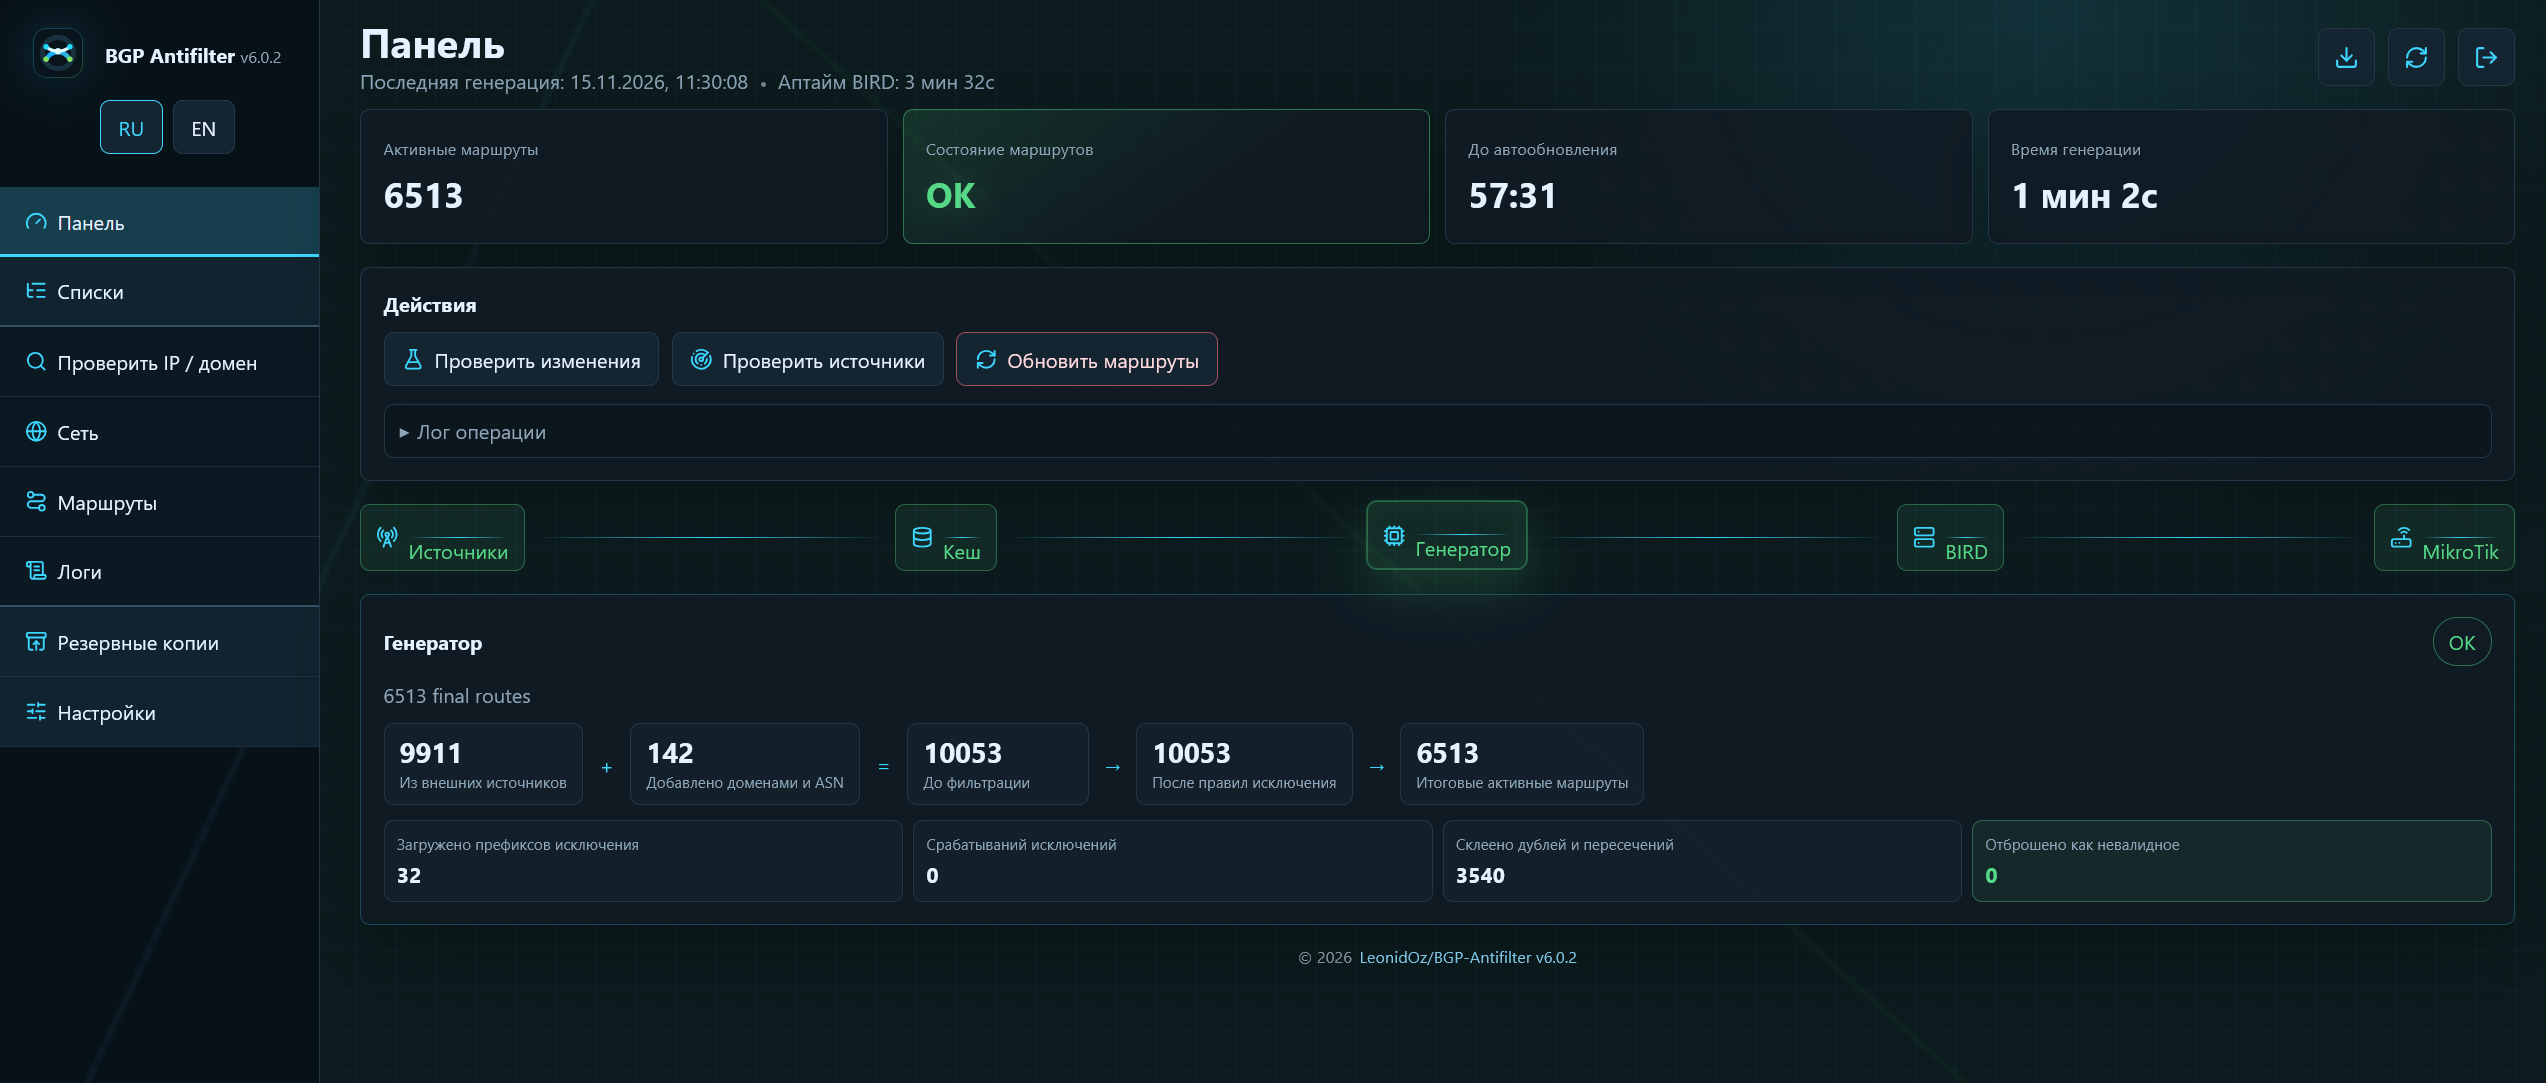 BGP Antifilter v6.0.2
RU EN
Панель
Списки
Проверить IP / домен
Сеть
Маршруты
Логи
Резервные копии
Настройки
Панель
Последняя генерация: 15.11.2026, 11:30:08 • Аптайм BIRD: 3 мин 32с
Активные маршруты
6513
Состояние маршрутов
OK
До автообновления
57:31
Время генерации
1 мин 2с
Действия
Проверить изменения
Проверить источники
Обновить маршруты
▸ Лог операции
Источники
Кеш
Генератор
BIRD
MikroTik
Генератор
OK
6513 final routes
9911
Из внешних источников
+
142
Добавлено доменами и ASN
=
10053
До фильтрации
→
10053
После правил исключения
→
6513
Итоговые активные маршруты
Загружено префиксов исключения
32
Срабатываний исключений
0
Склеено дублей и пересечений
3540
Отброшено как невалидное
0
© 2026 LeonidOz/BGP-Antifilter v6.0.2